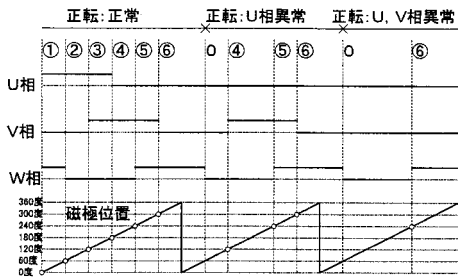 正転:正常 正転:U相異常 正転:U,V相異常
① ② ③ ④ ⑤ ⑥ 0 ④ ⑤ ⑥ 0 ⑥
U相
V相
W相
磁極位置
360度
300度
240度
180度
120度
60度
0度